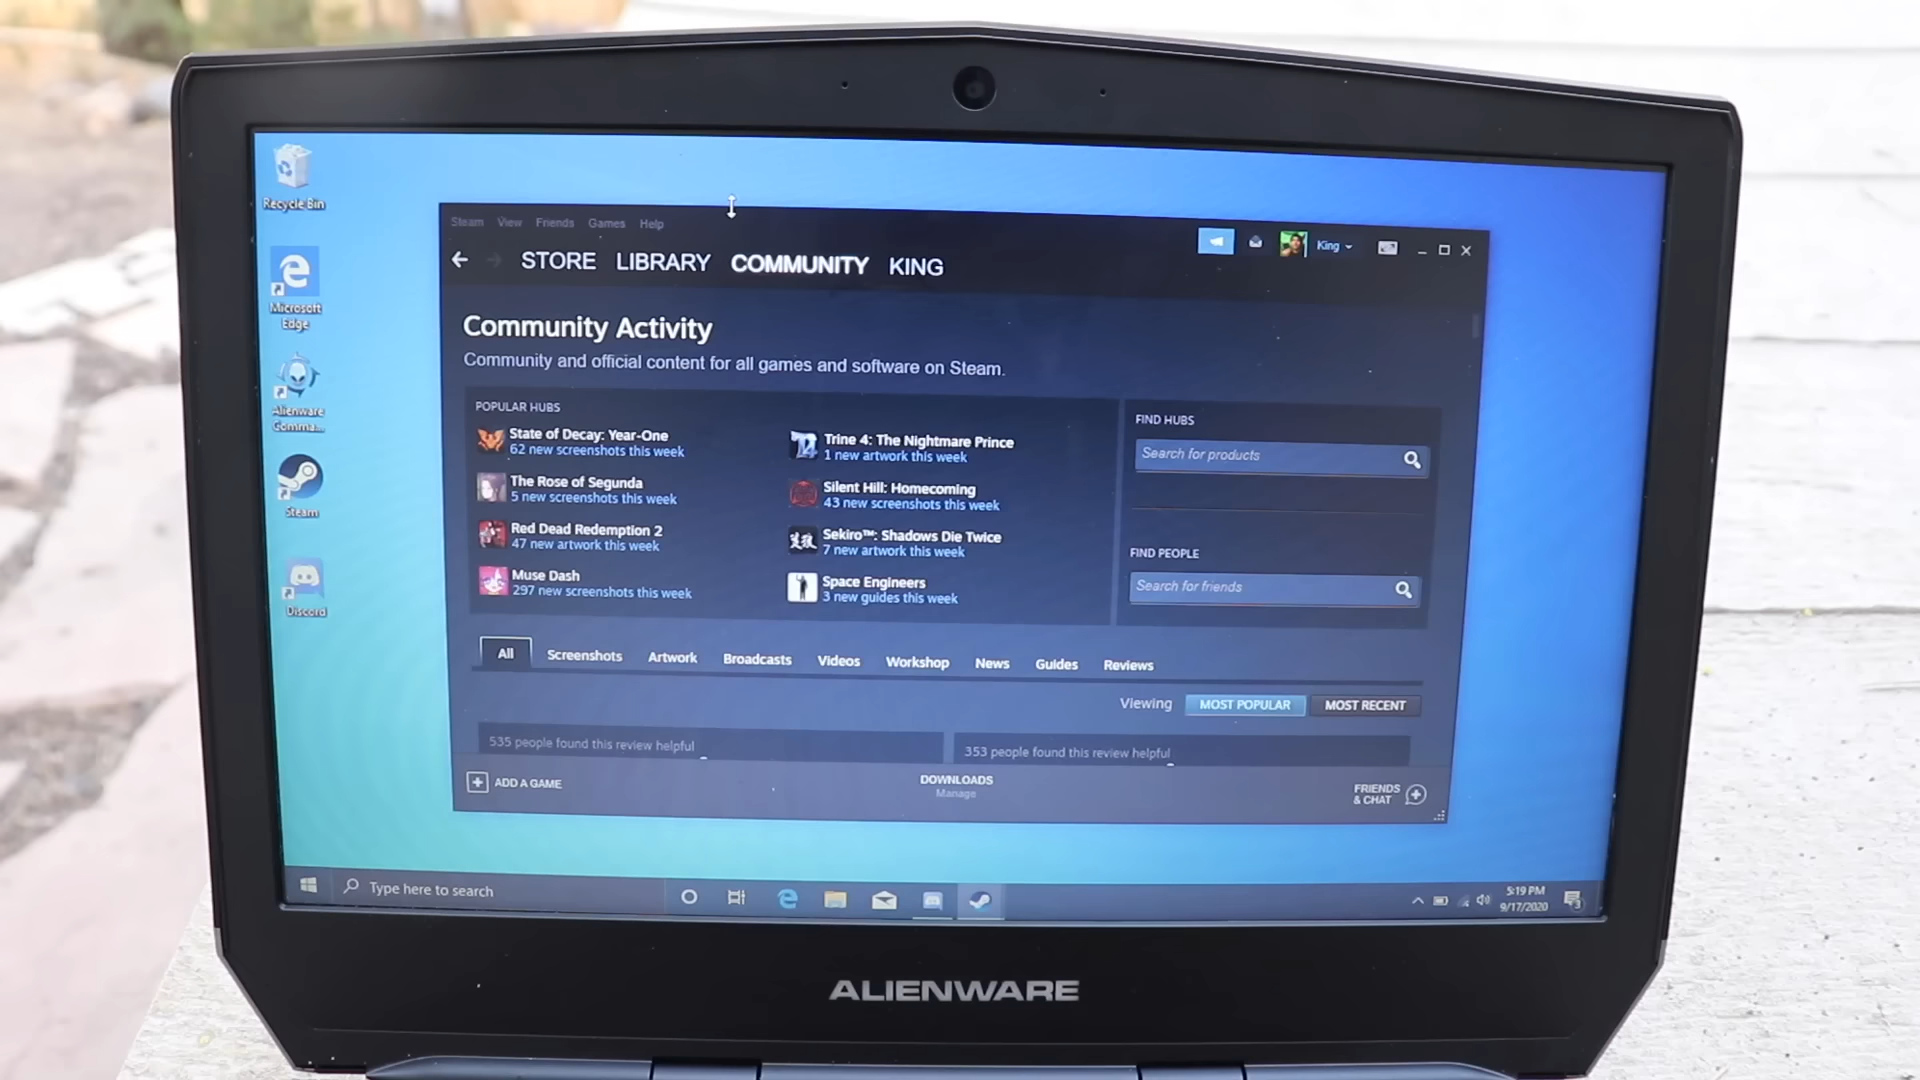 Recycle Bin
Microsoft
Edge
Alienware
Comma...
Steam
Discord
Steam View Friends Games Help
King
STORE LIBRARY COMMUNITY KING
Community Activity
Community and official content for all games and software on Steam.
POPULAR HUBS
State of Decay: Year-One
62 new screenshots this week
The Rose of Segunda
5 new screenshots this week
Red Dead Redemption 2
47 new artwork this week
Muse Dash
297 new screenshots this week
Trine 4: The Nightmare Prince
1 new artwork this week
Silent Hill: Homecoming
43 new screenshots this week
Sekiro™: Shadows Die Twice
7 new artwork this week
Space Engineers
3 new guides this week
FIND HUBS
Search for products
FIND PEOPLE
Search for friends
All Screenshots Artwork Broadcasts Videos Workshop News Guides Reviews
Viewing MOST POPULAR MOST RECENT
535 people found this review helpful
353 people found this review helpful
ADD A GAME
DOWNLOADS
Manage
FRIENDS
& CHAT
Type here to search
5:19 PM
9/17/2020
3
ALIENWARE